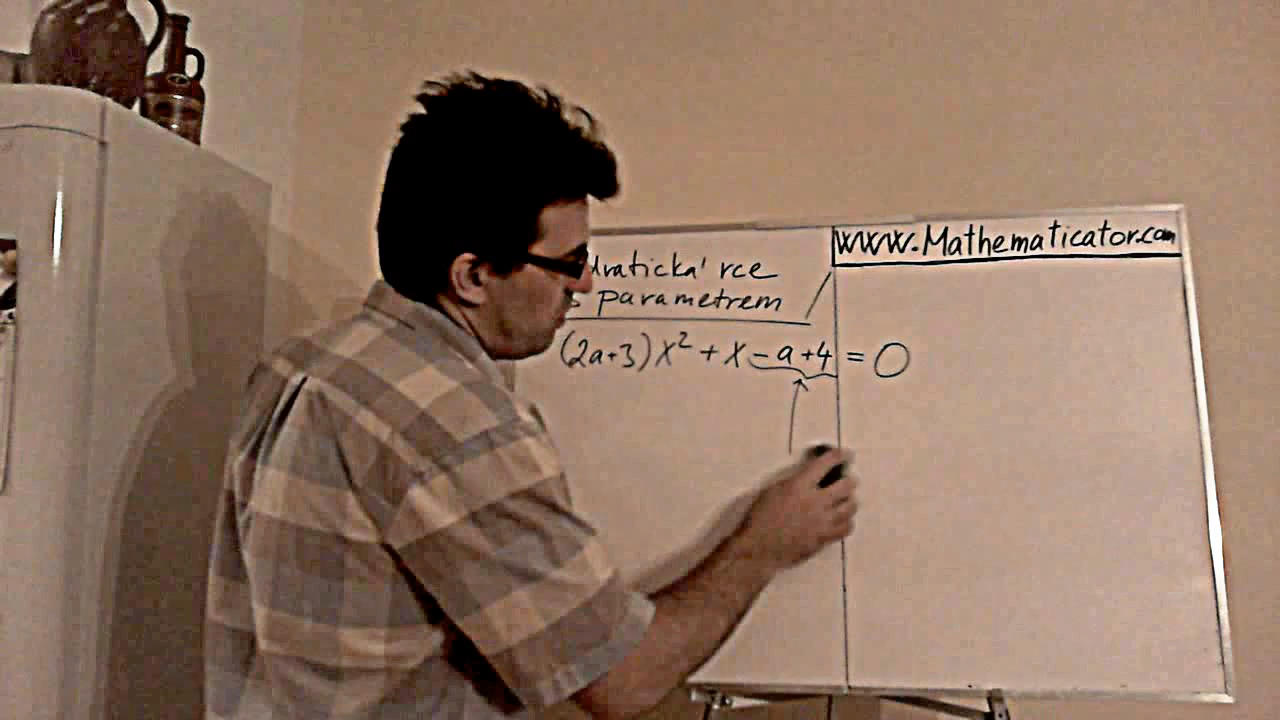 www.Mathematicator.com
dratická rce
s parametrem
(2a+3)x² + x - a + 4 = 0